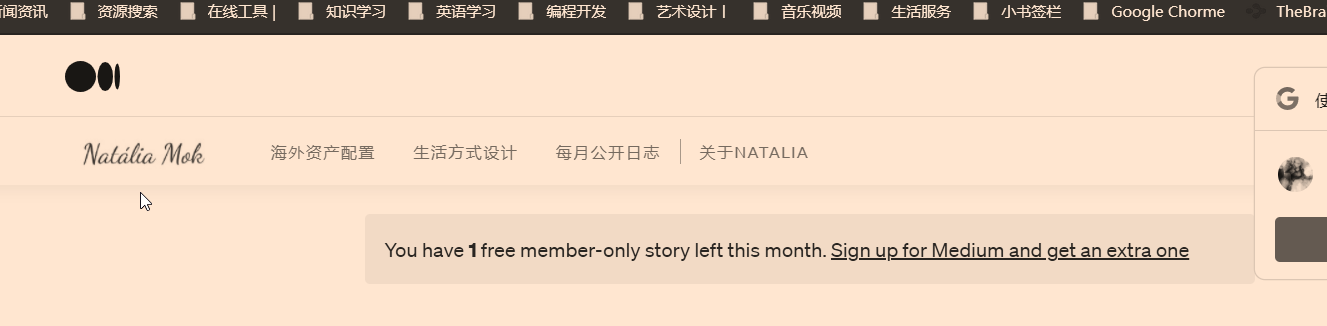 资源搜索 在线工具 | 知识学习 英语学习 编程开发 艺术设计丨 音乐视频 生活服务 小书签栏 Google Chorme
Natália Mok 海外资产配置 生活方式设计 每月公开日志 关于NATALIA
You have 1 free member-only story left this month. Sign up for Medium and get an extra one